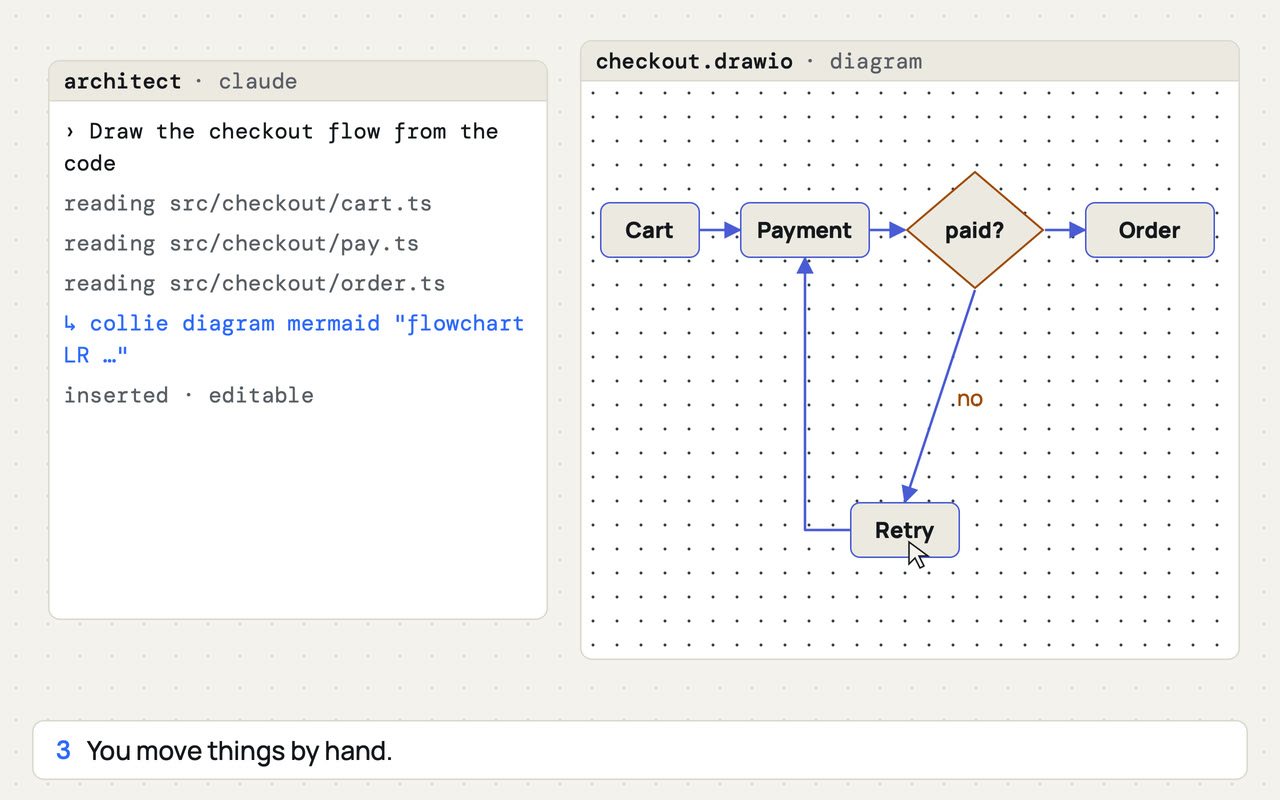 architect · claude
› Draw the checkout flow from the
code
reading src/checkout/cart.ts
reading src/checkout/pay.ts
reading src/checkout/order.ts
↳ collie diagram mermaid "flowchart
LR …"
inserted · editable
checkout.drawio · diagram
Cart
Payment
paid?
Order
no
Retry
3 You move things by hand.